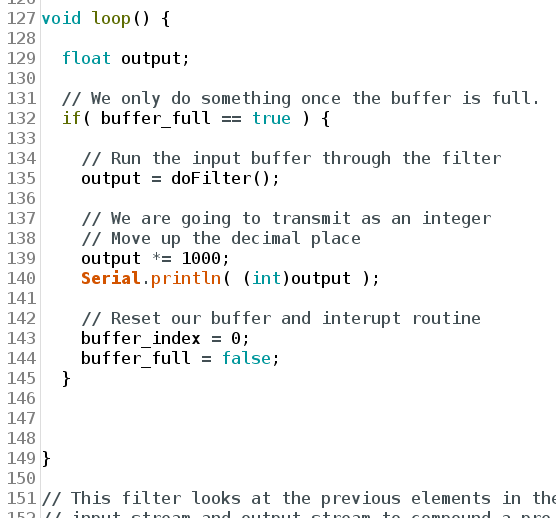 127 void loop() {
128
129 float output;
130
131 // We only do something once the buffer is full.
132 if( buffer_full == true ) {
133
134 // Run the input buffer through the filter
135 output = doFilter();
136
137 // We are going to transmit as an integer
138 // Move up the decimal place
139 output *= 1000;
140 Serial.println( (int)output );
141
142 // Reset our buffer and interupt routine
143 buffer_index = 0;
144 buffer_full = false;
145 }
146
147
148
149 }
150
151 // This filter looks at the previous elements in the